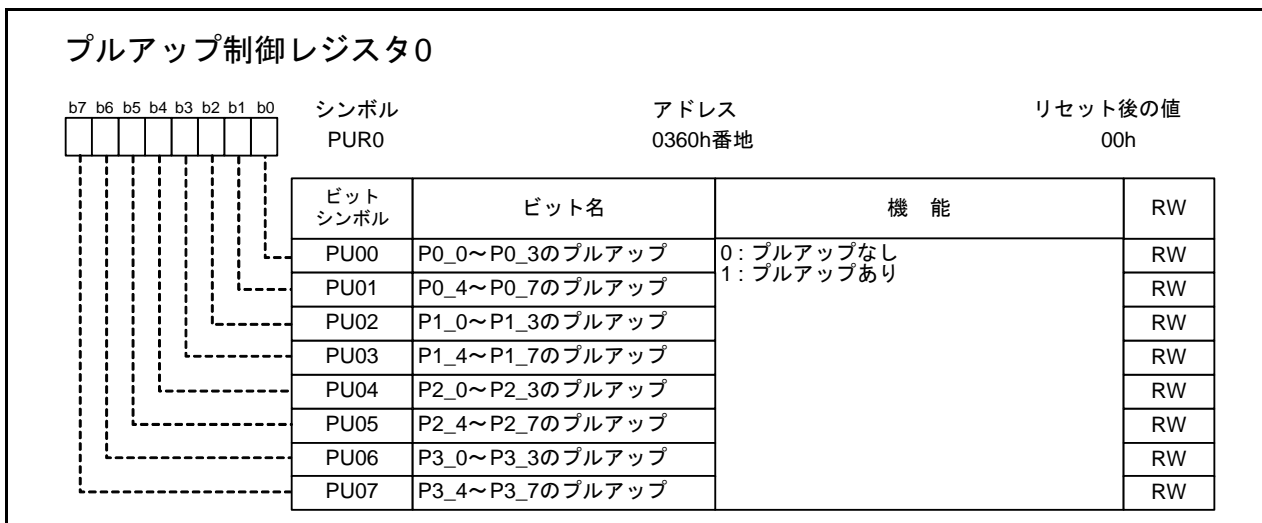 プルアップ制御レジスタ0
b7 b6 b5 b4 b3 b2 b1 b0
シンボル アドレス リセット後の値
PUR0 0360h番地 00h
ビット
シンボル ビット名 機 能 RW
PU00 P0_0～P0_3のプルアップ 0 : プルアップなし RW
1 : プルアップあり
PU01 P0_4～P0_7のプルアップ RW
PU02 P1_0～P1_3のプルアップ RW
PU03 P1_4～P1_7のプルアップ RW
PU04 P2_0～P2_3のプルアップ RW
PU05 P2_4～P2_7のプルアップ RW
PU06 P3_0～P3_3のプルアップ RW
PU07 P3_4～P3_7のプルアップ RW